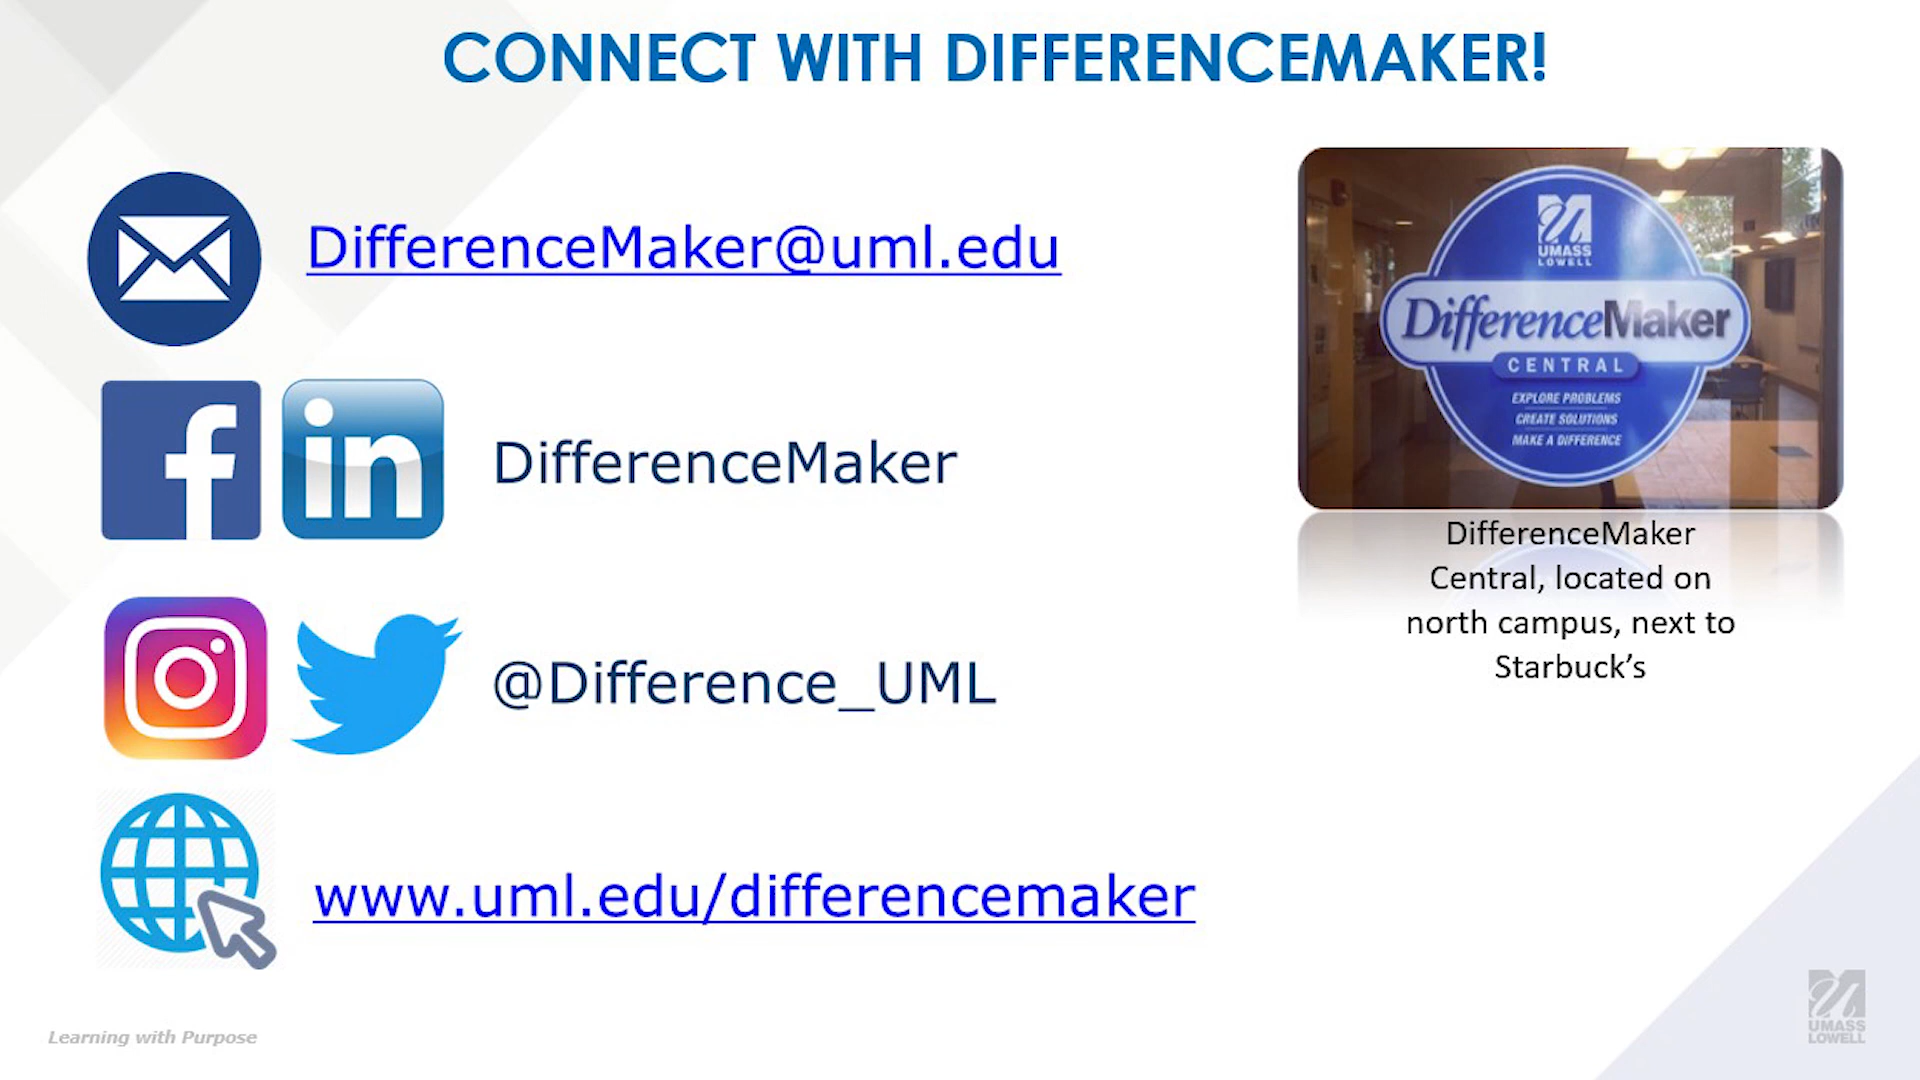 CONNECT WITH DIFFERENCEMAKER!
DifferenceMaker@uml.edu
DifferenceMaker
@Difference_UML
www.uml.edu/differencemaker
UMASS
LOWELL
DifferenceMaker
CENTRAL
EXPLORE PROBLEMS
CREATE SOLUTIONS
MAKE A DIFFERENCE
DifferenceMaker
Central, located on
north campus, next to
Starbuck’s
Learning with Purpose
UMASS
LOWELL